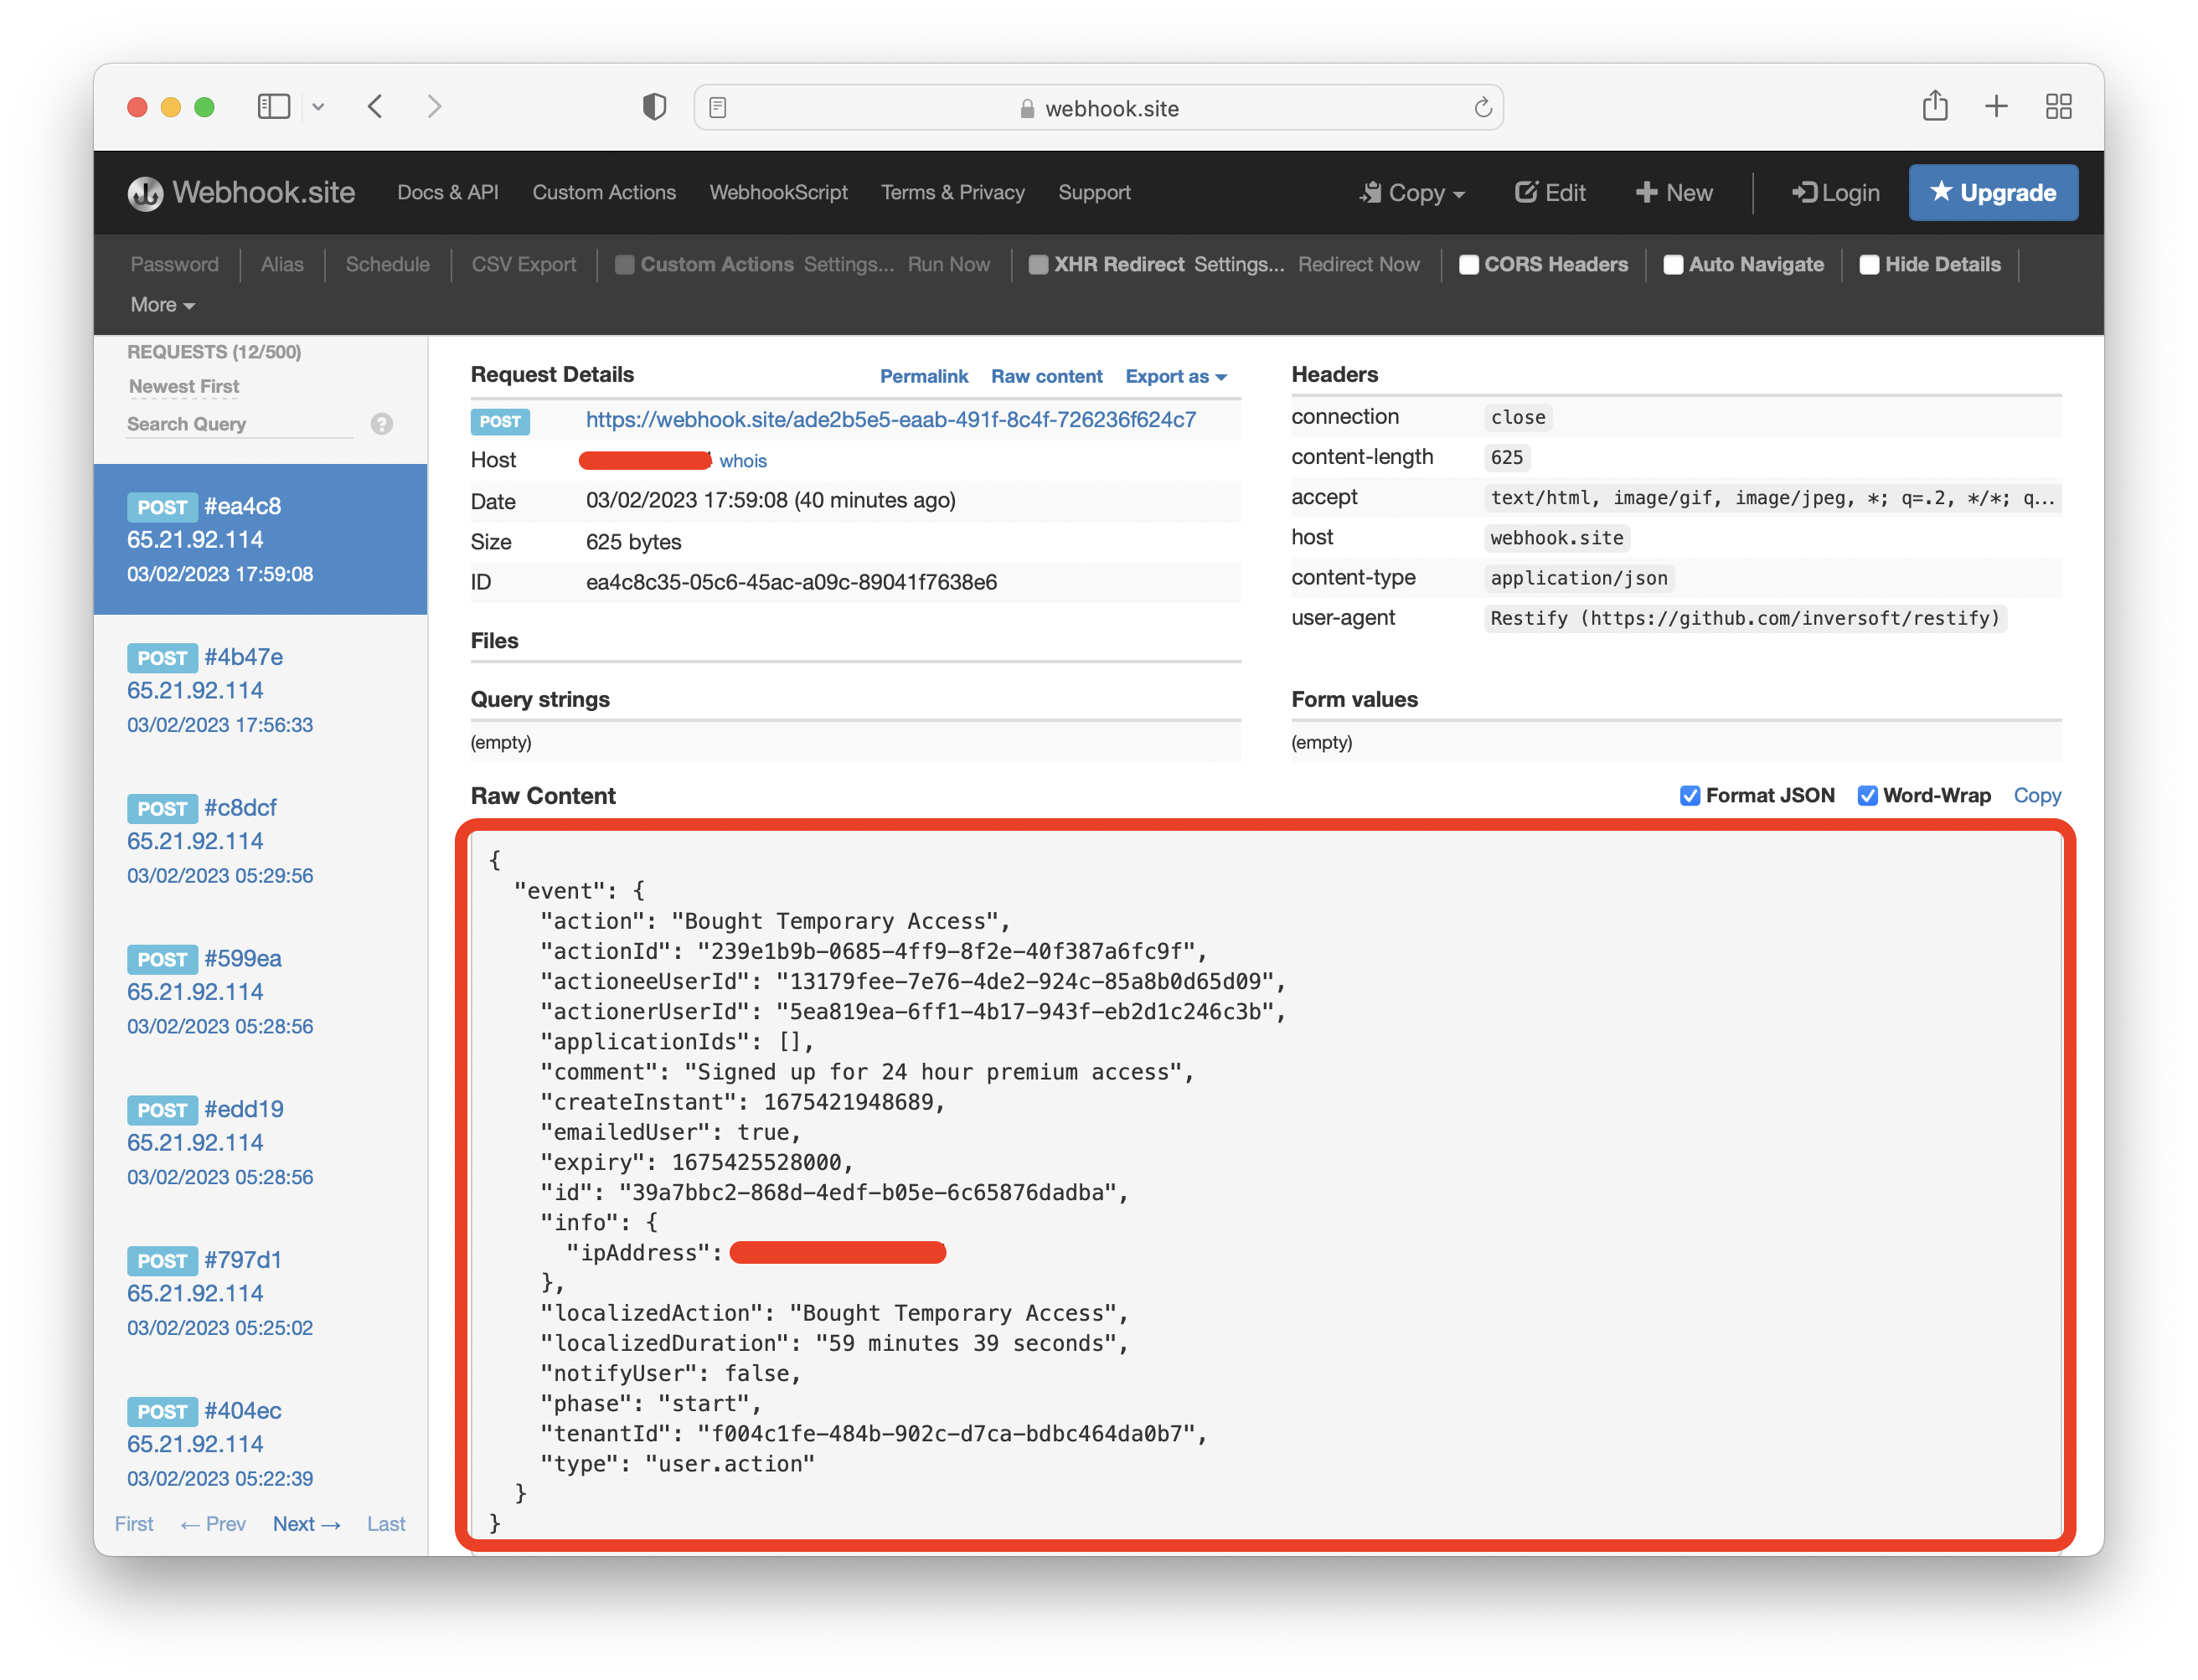 webhook.site
Webhook.site Docs & API Custom Actions WebhookScript Terms & Privacy Support Copy Edit New Login Upgrade
Password Alias Schedule CSV Export Custom Actions Settings... Run Now XHR Redirect Settings... Redirect Now CORS Headers Auto Navigate Hide Details
More
REQUESTS (12/500)
Newest First
Search Query ?
POST #ea4c8
65.21.92.114
03/02/2023 17:59:08
POST #4b47e
65.21.92.114
03/02/2023 17:56:33
POST #c8dcf
65.21.92.114
03/02/2023 05:29:56
POST #599ea
65.21.92.114
03/02/2023 05:28:56
POST #edd19
65.21.92.114
03/02/2023 05:28:56
POST #797d1
65.21.92.114
03/02/2023 05:25:02
POST #404ec
65.21.92.114
03/02/2023 05:22:39
First ← Prev Next → Last
Request Details Permalink Raw content Export as
POST https://webhook.site/ade2b5e5-eaab-491f-8c4f-726236f624c7
Host whois
Date 03/02/2023 17:59:08 (40 minutes ago)
Size 625 bytes
ID ea4c8c35-05c6-45ac-a09c-89041f7638e6
Files
Headers
connection close
content-length 625
accept text/html, image/gif, image/jpeg, *; q=.2, */*; q...
host webhook.site
content-type application/json
user-agent Restify (https://github.com/inversoft/restify)
Query strings
(empty)
Form values
(empty)
Raw Content Format JSON Word-Wrap Copy
{
"event": {
"action": "Bought Temporary Access",
"actionId": "239e1b9b-0685-4ff9-8f2e-40f387a6fc9f",
"actioneeUserId": "13179fee-7e76-4de2-924c-85a8b0d65d09",
"actionerUserId": "5ea819ea-6ff1-4b17-943f-eb2d1c246c3b",
"applicationIds": [],
"comment": "Signed up for 24 hour premium access",
"createInstant": 1675421948689,
"emailedUser": true,
"expiry": 1675425528000,
"id": "39a7bbc2-868d-4edf-b05e-6c65876dadba",
"info": {
"ipAddress":
},
"localizedAction": "Bought Temporary Access",
"localizedDuration": "59 minutes 39 seconds",
"notifyUser": false,
"phase": "start",
"tenantId": "f004c1fe-484b-902c-d7ca-bdbc464da0b7",
"type": "user.action"
}
}